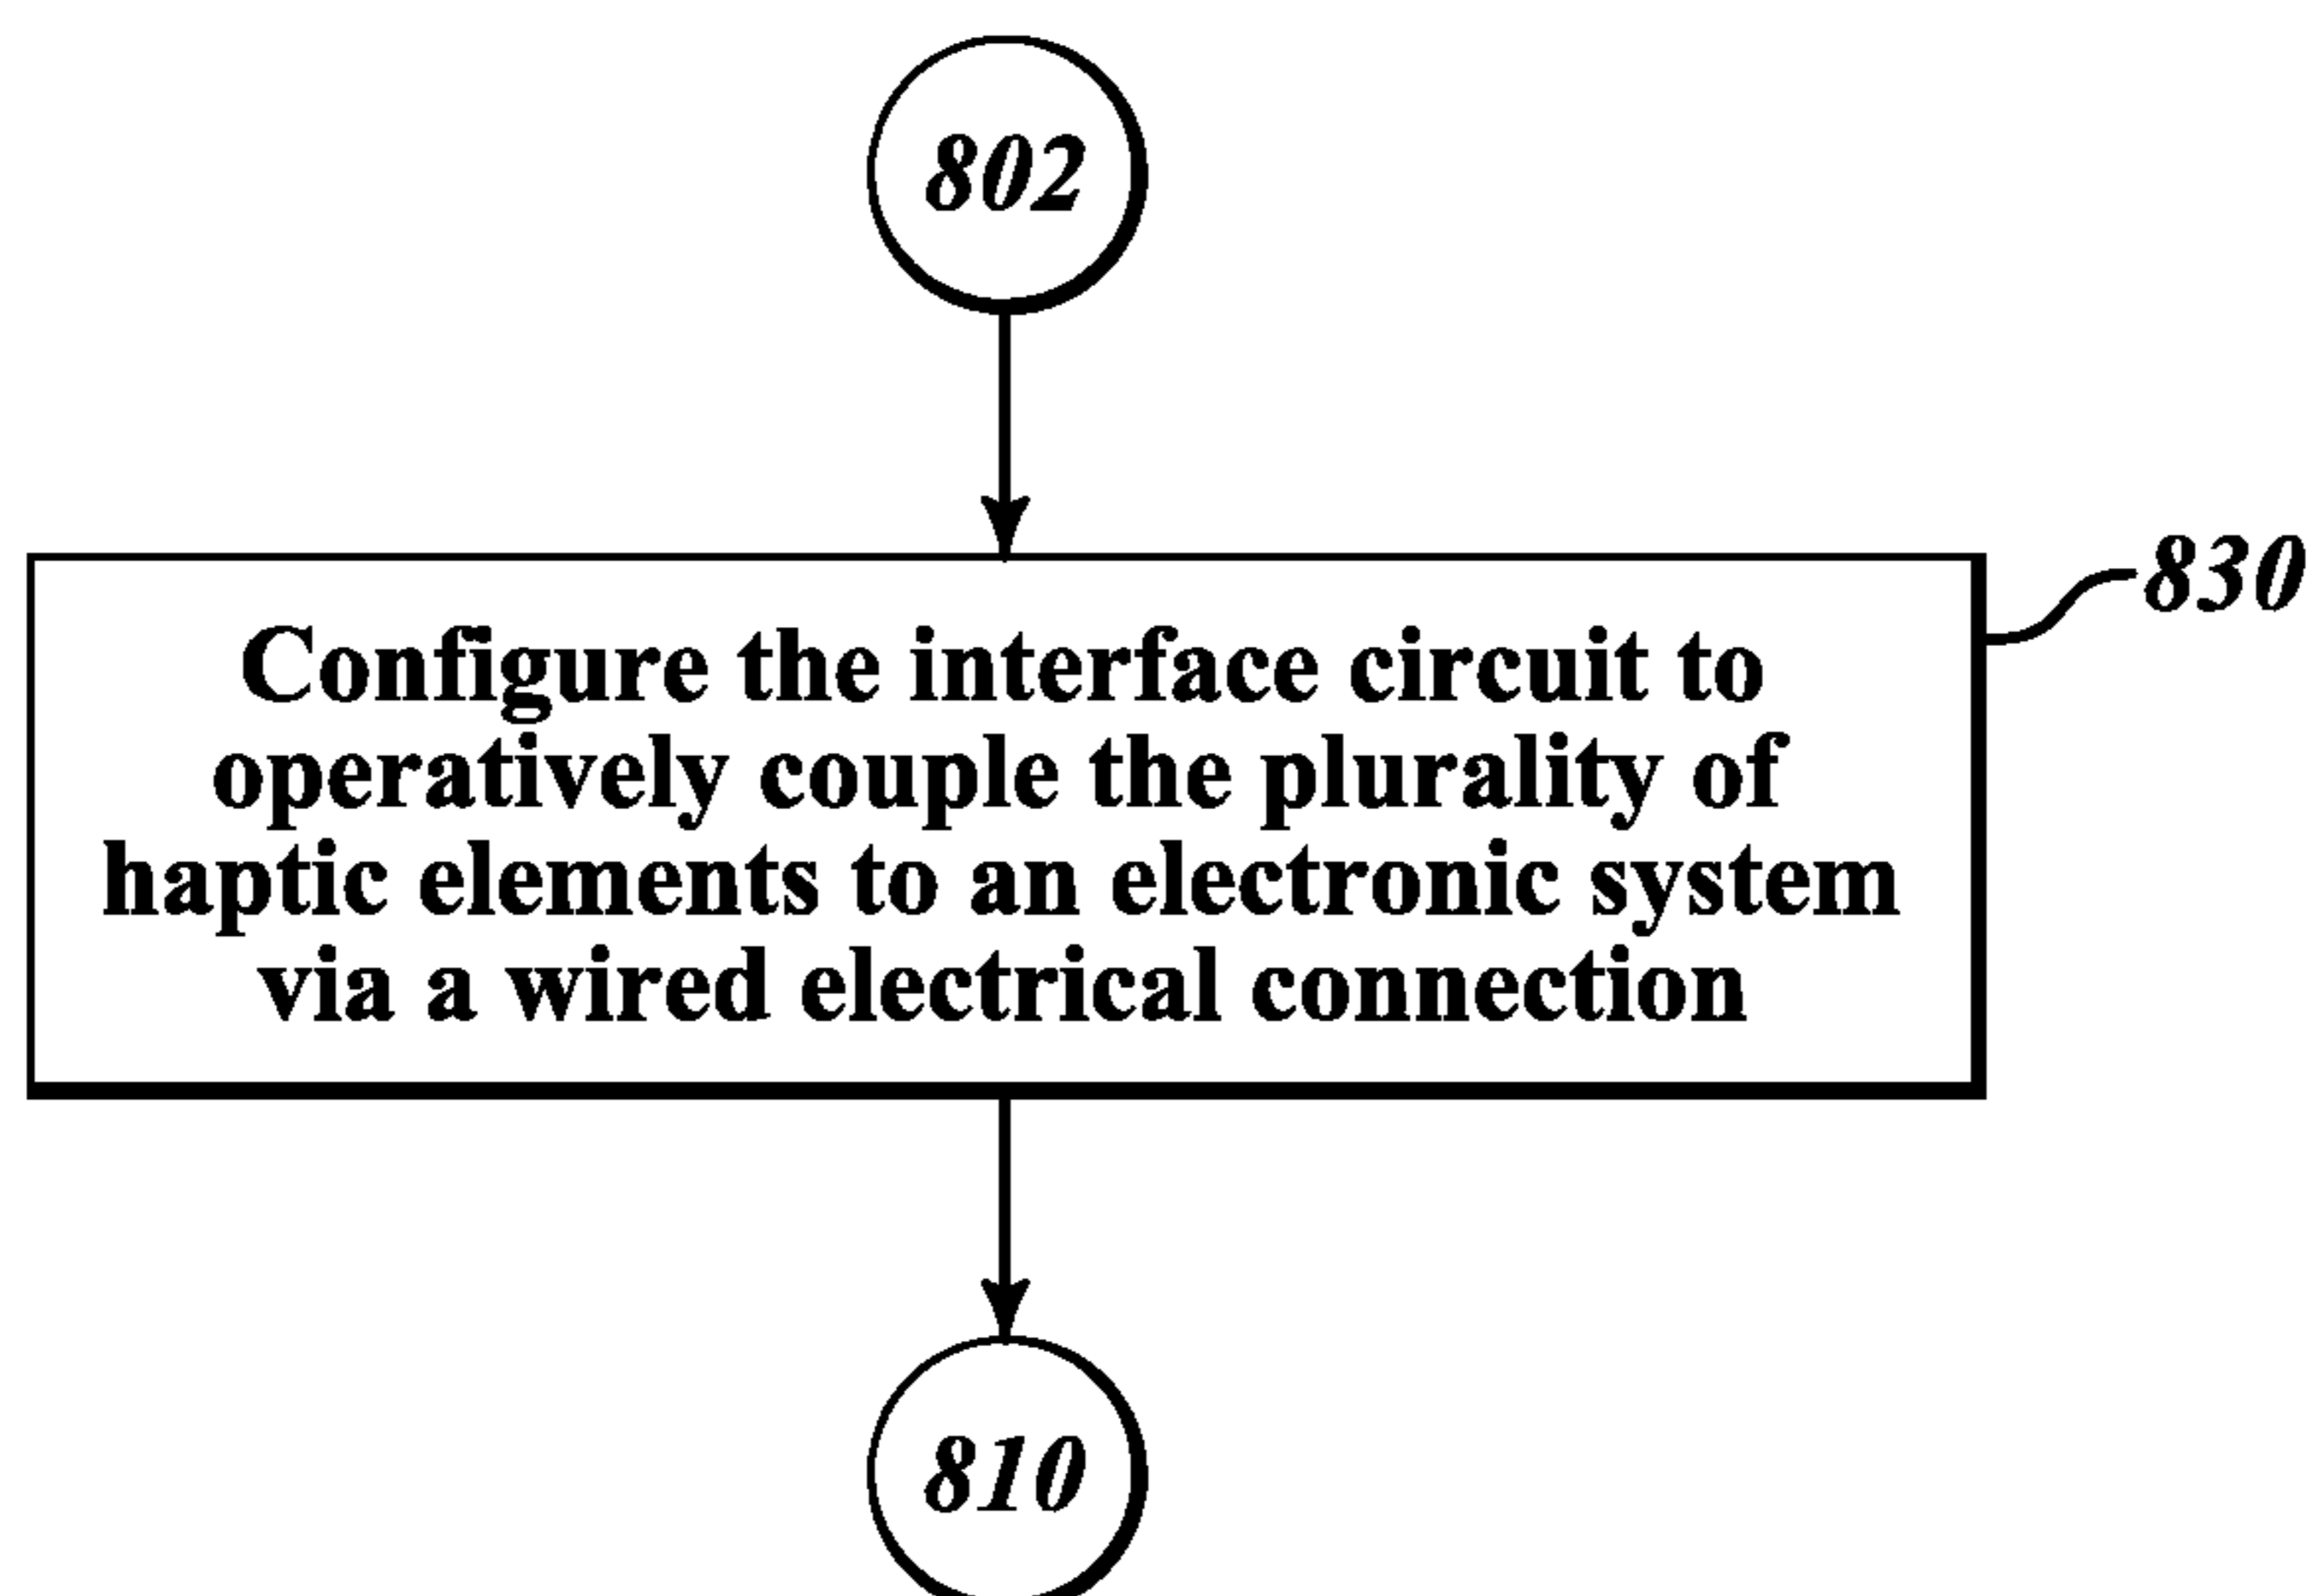 802
830
Configure the interface circuit to
operatively couple the plurality of
haptic elements to an electronic system
via a wired electrical connection
810